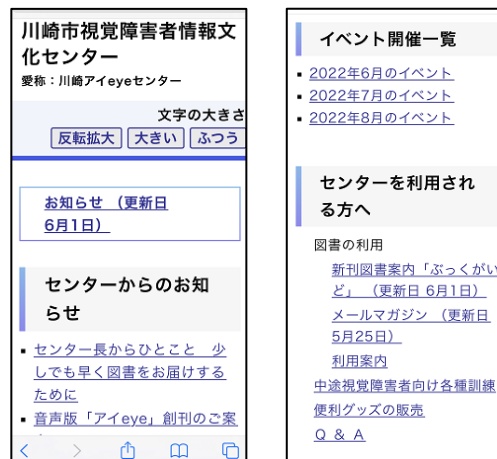 川崎市視覚障害者情報文
化センター
愛称：川崎アイeyeセンター
文字の大きさ
反転拡大 大きい ふつう
お知らせ （更新日
6月1日）
センターからのお知
らせ
センター長からひとこと 少
しでも早く図書をお届けする
ために
音声版「アイeye」創刊のご案
イベント開催一覧
2022年6月のイベント
2022年7月のイベント
2022年8月のイベント
センターを利用され
る方へ
図書の利用
新刊図書案内「ぶっくがい
ど」 （更新日 6月1日）
メールマガジン （更新日
5月25日）
利用案内
中途視覚障害者向け各種訓練
便利グッズの販売
Q & A